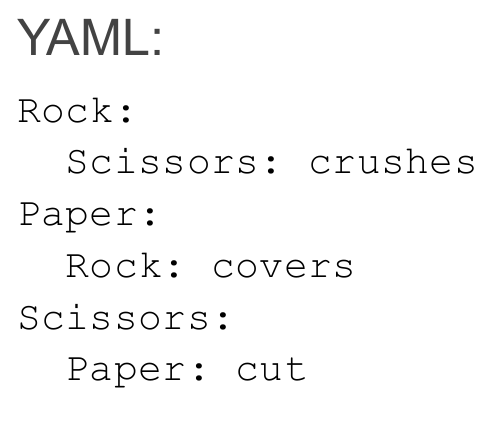 YAML:
Rock:
  Scissors: crushes
Paper:
  Rock: covers
Scissors:
  Paper: cut